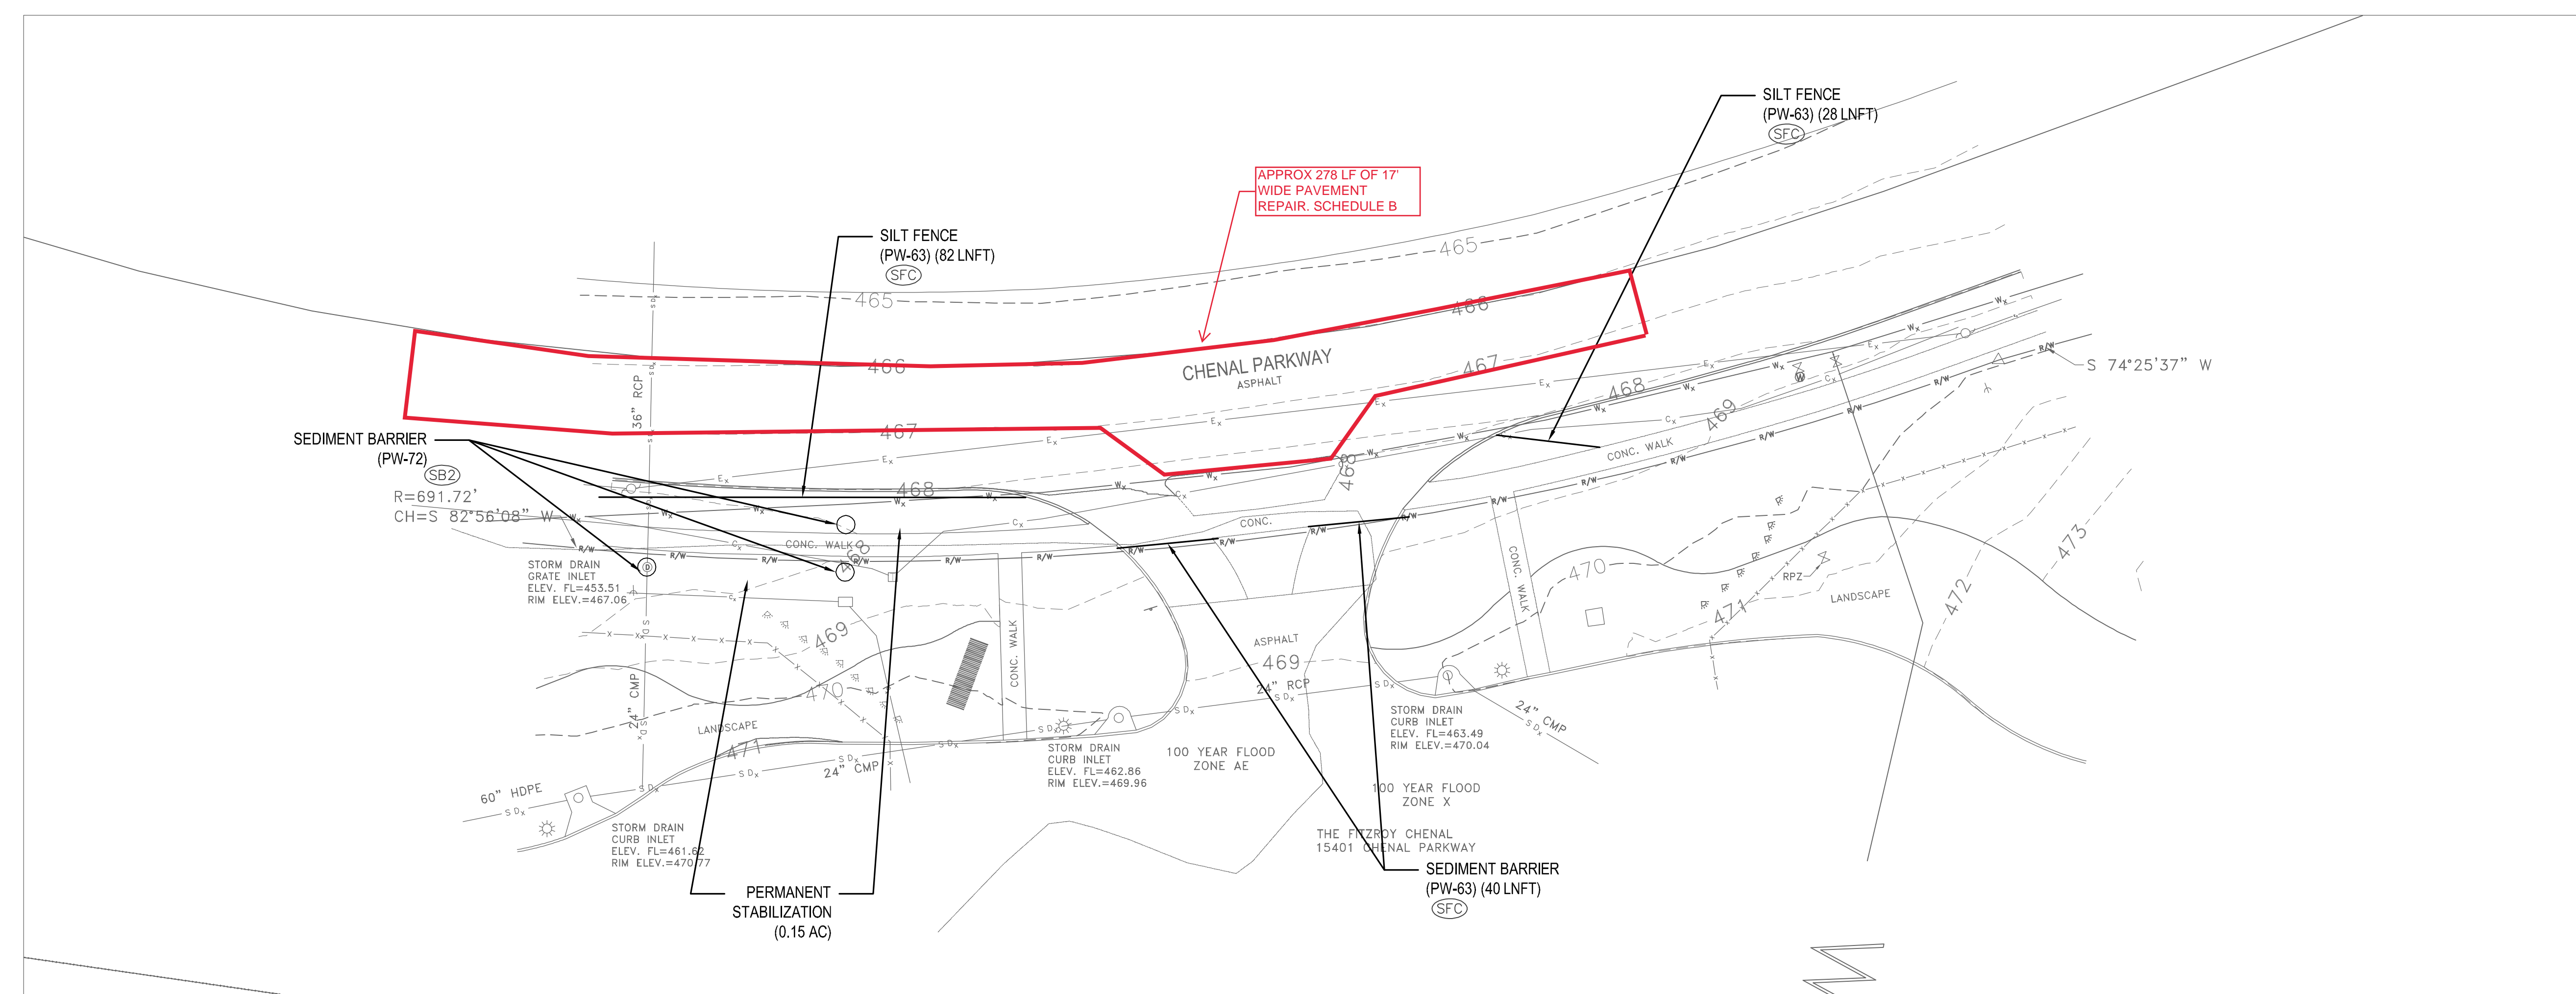 SILT FENCE
(PW-63) (28 LNFT)
SFC
APPROX 278 LF OF 17'
WIDE PAVEMENT
REPAIR. SCHEDULE B
SILT FENCE
(PW-63) (82 LNFT)
SFC
465
465
466
466
467
467
468
468
468
468
469
CHENAL PARKWAY
ASPHALT
36" RCP
S 74°25'37" W
SEDIMENT BARRIER
(PW-72)
SB2
R=691.72'
CH=S 82°56'08" W
CONC. WALK
CONC. WALK
CONC.
STORM DRAIN
GRATE INLET
ELEV. FL=453.51
RIM ELEV.=467.06
CONC. WALK
CONC. WALK
469
470
471
LANDSCAPE
24" CMP
ASPHALT
469
24" RCP
470
471
472
473
RPZ
LANDSCAPE
STORM DRAIN
CURB INLET
ELEV. FL=463.49
RIM ELEV.=470.04
24" CMP
STORM DRAIN
CURB INLET
ELEV. FL=462.86
RIM ELEV.=469.96
100 YEAR FLOOD
ZONE AE
100 YEAR FLOOD
ZONE X
24" CMP
60" HDPE
STORM DRAIN
CURB INLET
ELEV. FL=461.62
RIM ELEV.=470.77
THE FITZROY CHENAL
15401 CHENAL PARKWAY
PERMANENT
STABILIZATION
(0.15 AC)
SEDIMENT BARRIER
(PW-63) (40 LNFT)
SFC